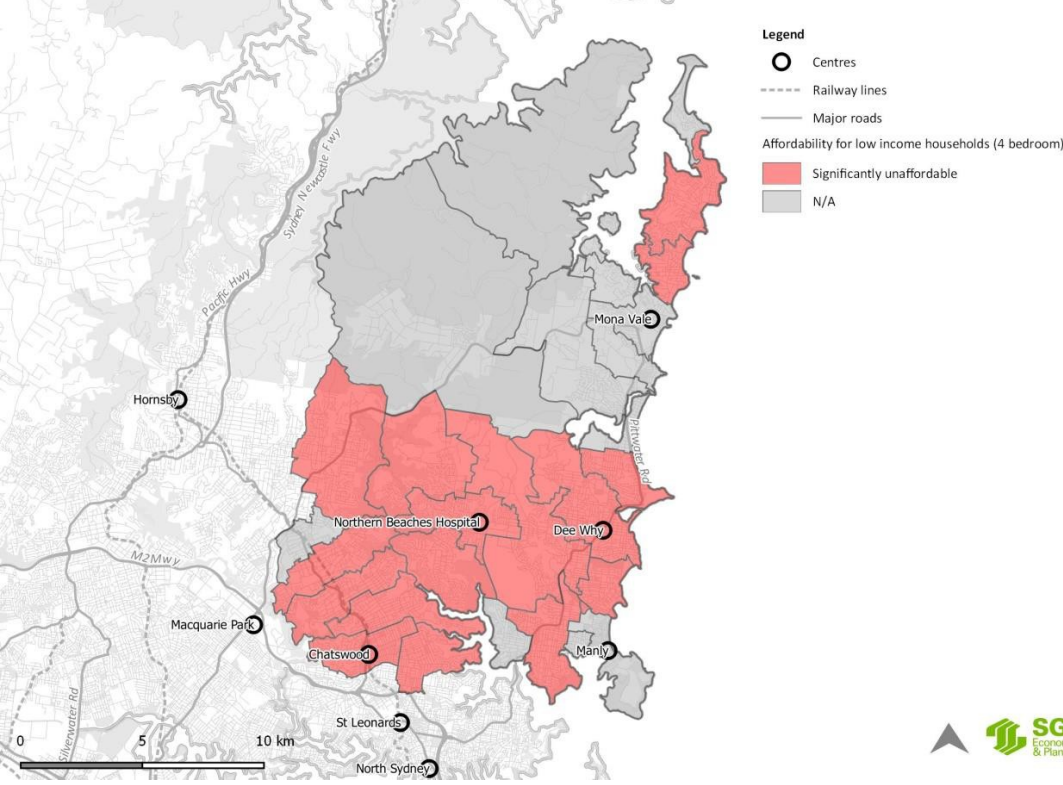 Legend
Centres
Railway lines
Major roads
Affordability for low income households (4 bedroom)
Significantly unaffordable
N/A
Sydney Newcastle Fwy
Pacific Hwy
Mona Vale
Hornsby
Pittwater Rd
Northern Beaches Hospital
Dee Why
M2Mwy
Macquarie Park
Chatswood
Manly
Silverwater Rd
St Leonards
North Sydney
0 5 10 km
SG
Econo
& Plan